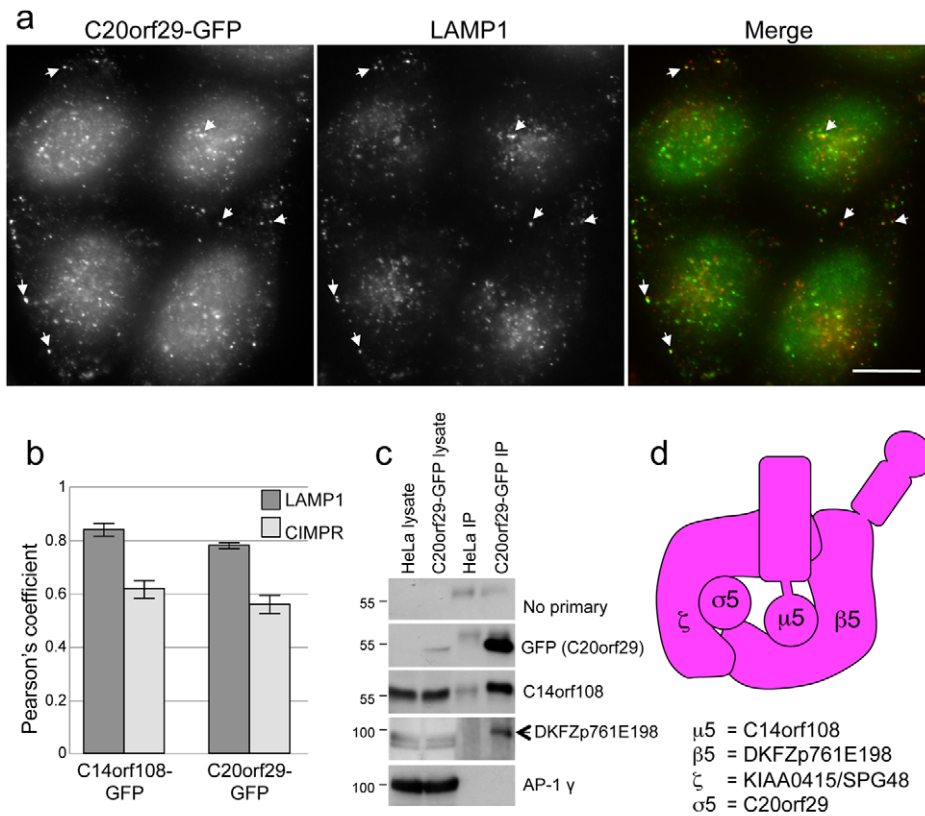 a
C20orf29-GFP
LAMP1
Merge
b
Pearson's coefficient
1
0.8
0.6
0.4
0.2
0
LAMP1
CIMPR
C14orf108-
GFP
C20orf29-
GFP
c
HeLa lysate
C20orf29-GFP lysate
HeLa IP
C20orf29-GFP IP
55
No primary
55
GFP (C20orf29)
55
C14orf108
100
DKFZp761E198
100
AP-1 γ
d
ζ
σ5
μ5
β5
μ5 = C14orf108
β5 = DKFZp761E198
ζ = KIAA0415/SPG48
σ5 = C20orf29